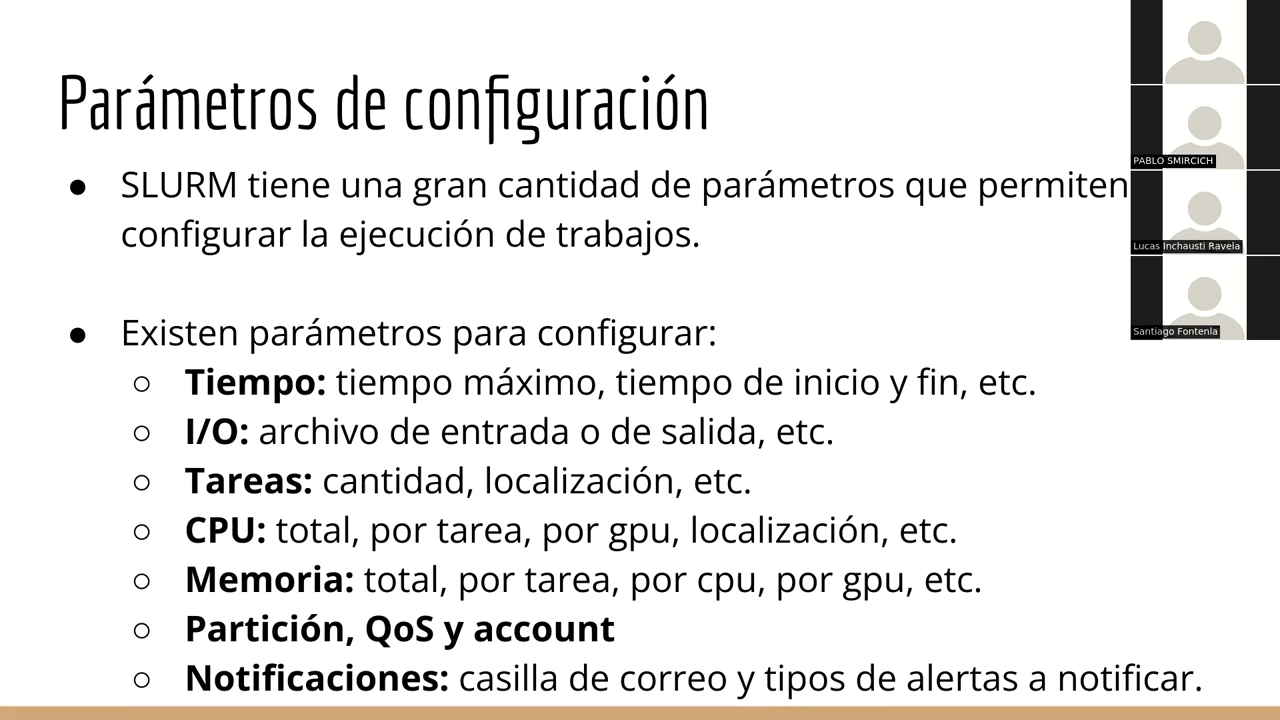 Parámetros de configuración
● SLURM tiene una gran cantidad de parámetros que permiten
configurar la ejecución de trabajos.
● Existen parámetros para configurar:
○ Tiempo: tiempo máximo, tiempo de inicio y fin, etc.
○ I/O: archivo de entrada o de salida, etc.
○ Tareas: cantidad, localización, etc.
○ CPU: total, por tarea, por gpu, localización, etc.
○ Memoria: total, por tarea, por cpu, por gpu, etc.
○ Partición, QoS y account
○ Notificaciones: casilla de correo y tipos de alertas a notificar.
PABLO SMIRCICH
Lucas Inchausti Ravela
Santiago Fontenla